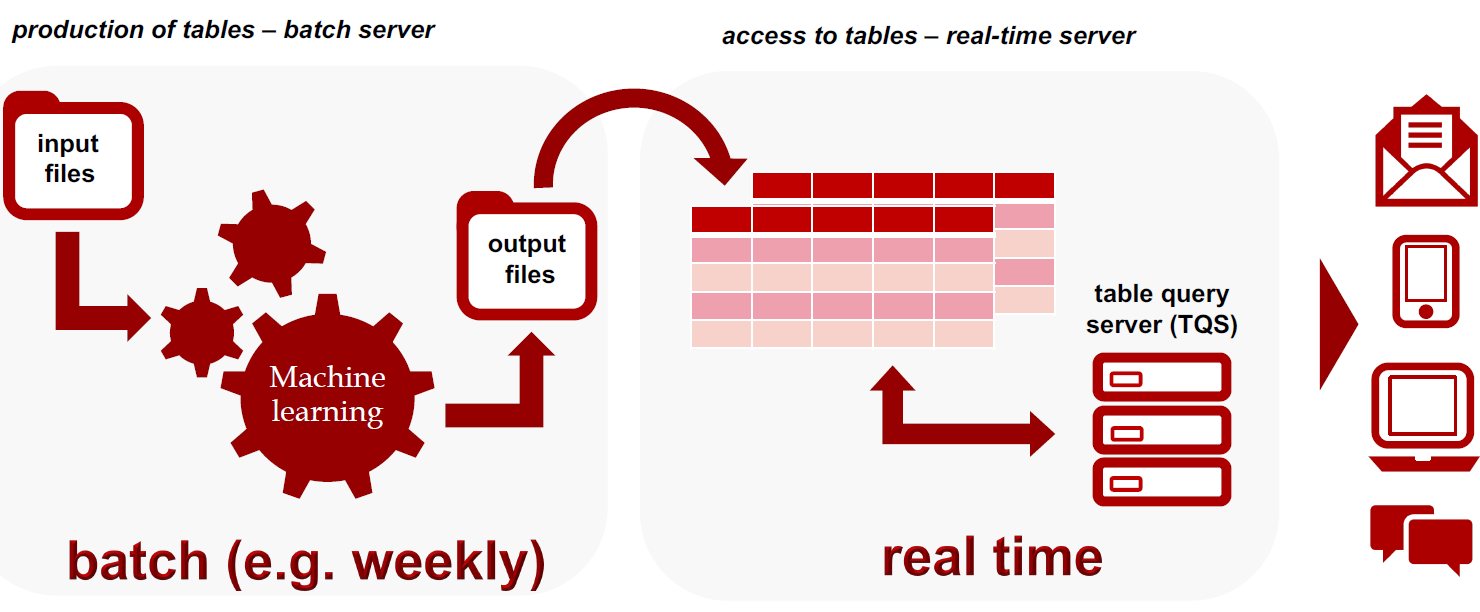 production of tables – batch server
access to tables – real-time server
input
files
output
files
Machine
learning
table query
server (TQS)
batch (e.g. weekly)
real time